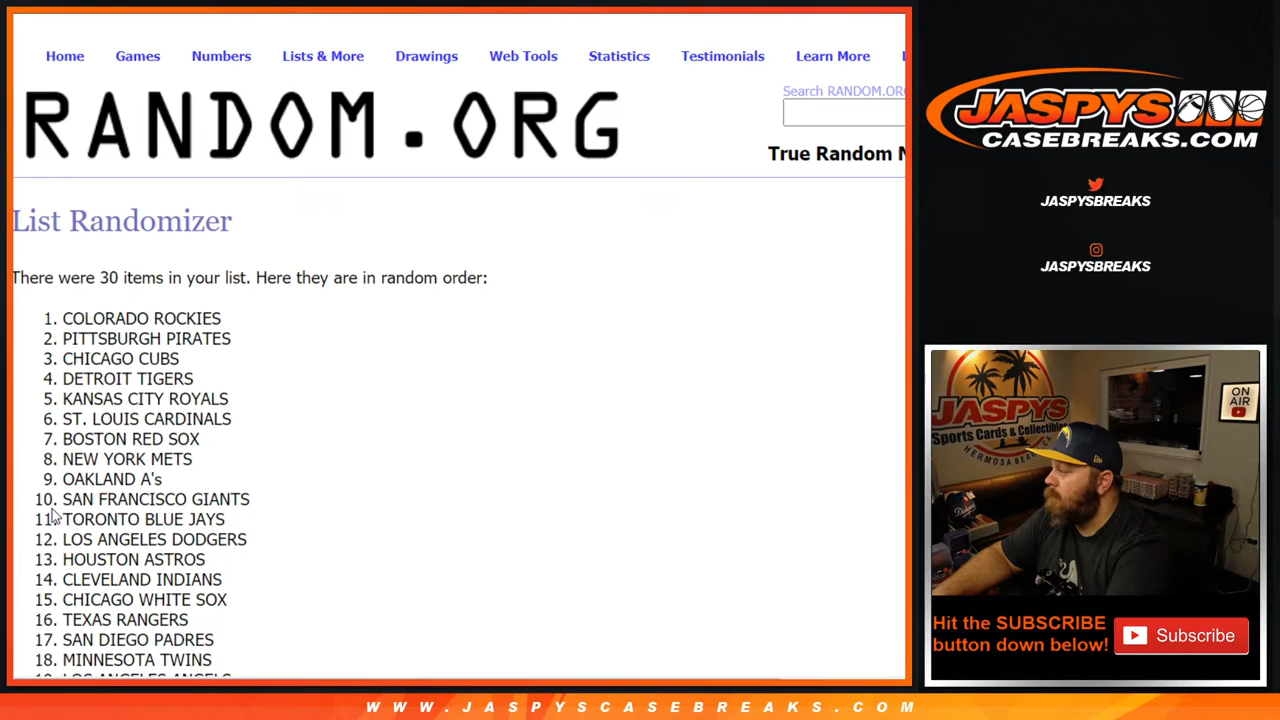 Home Games Numbers Lists & More Drawings Web Tools Statistics Testimonials Learn More
RANDOM.ORG
Search RANDOM.ORG
True Random N
List Randomizer
There were 30 items in your list. Here they are in random order:
1. COLORADO ROCKIES
2. PITTSBURGH PIRATES
3. CHICAGO CUBS
4. DETROIT TIGERS
5. KANSAS CITY ROYALS
6. ST. LOUIS CARDINALS
7. BOSTON RED SOX
8. NEW YORK METS
9. OAKLAND A's
10. SAN FRANCISCO GIANTS
11. TORONTO BLUE JAYS
12. LOS ANGELES DODGERS
13. HOUSTON ASTROS
14. CLEVELAND INDIANS
15. CHICAGO WHITE SOX
16. TEXAS RANGERS
17. SAN DIEGO PADRES
18. MINNESOTA TWINS
19. LOS ANGELES ANGELS
JASPYS
CASEBREAKS.COM
JASPYSBREAKS
JASPYSBREAKS
JASPYS
Sports Cards & Collectibles
HERMOSA BEACH
ON AIR
Hit the SUBSCRIBE
button down below!
Subscribe
WWW.JASPYSCASEBREAKS.COM